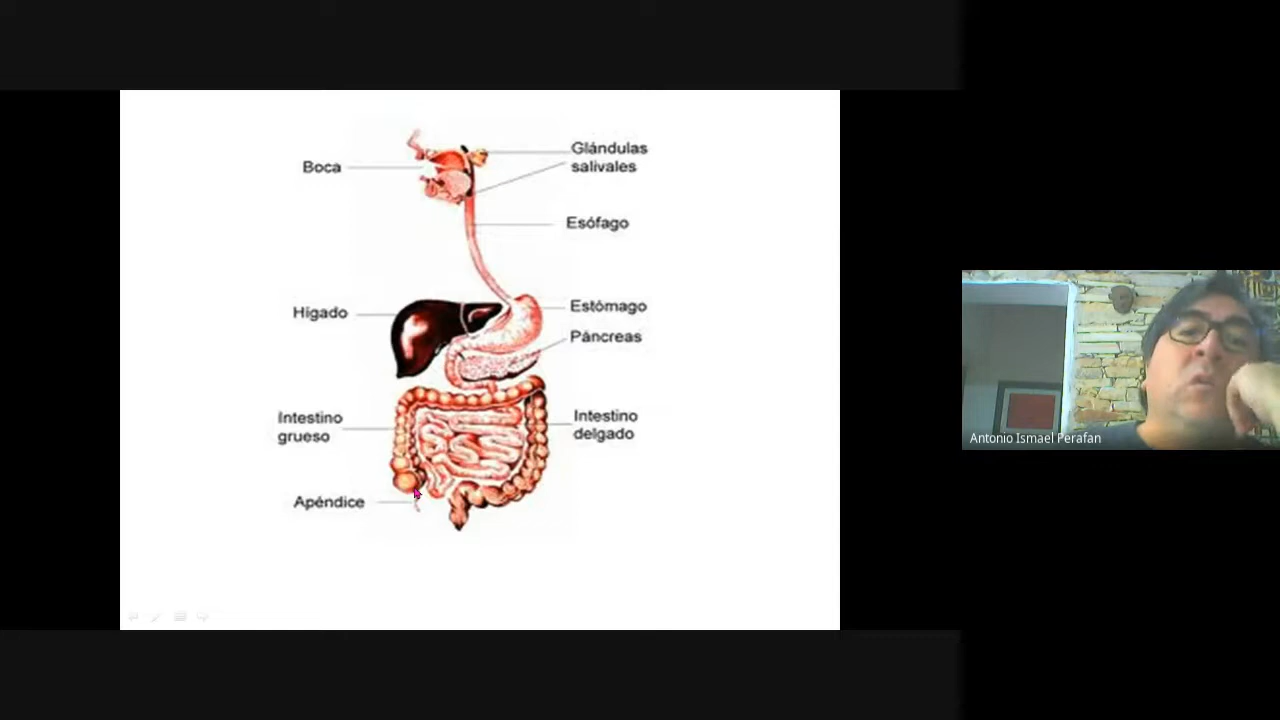 Boca
Glándulas
salivales
Esófago
Hígado
Estómago
Páncreas
Intestino
grueso
Intestino
delgado
Apéndice
Antonio Ismael Perafan